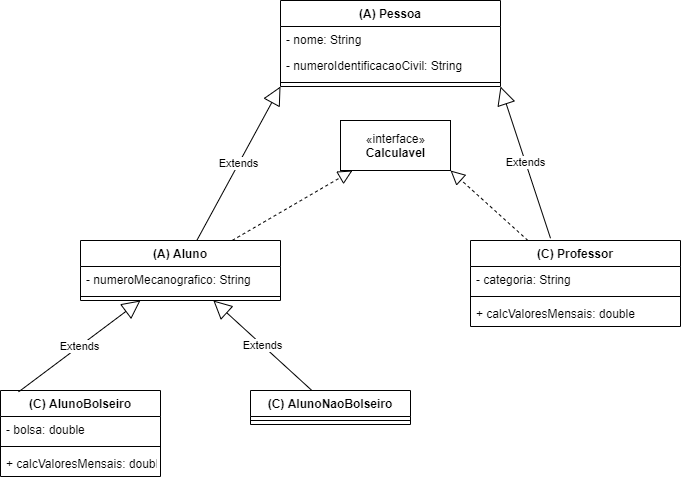 (A) Pessoa
- nome: String
- numeroIdentificacaoCivil: String
«interface»
Calculavel
Extends
Extends
(A) Aluno
- numeroMecanografico: String
(C) Professor
- categoria: String
+ calcValoresMensais: double
Extends
Extends
(C) AlunoBolseiro
- bolsa: double
+ calcValoresMensais: doubl
(C) AlunoNaoBolseiro